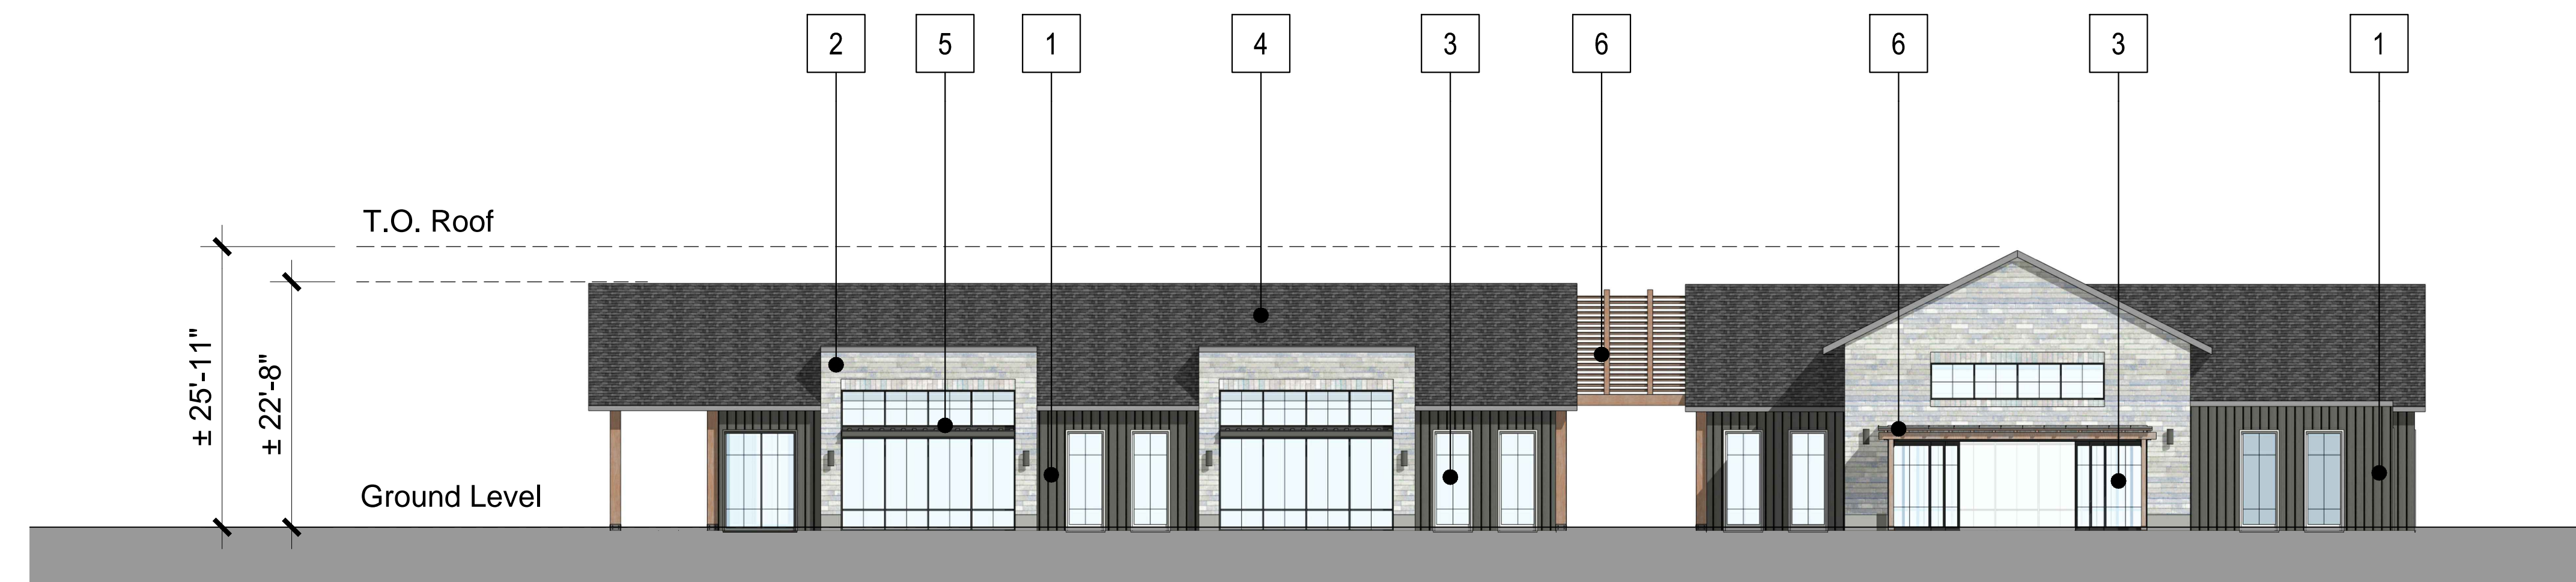 2 5 1 4 3 6 6 3 1
T.O. Roof
± 25'-11"
± 22'-8"
Ground Level